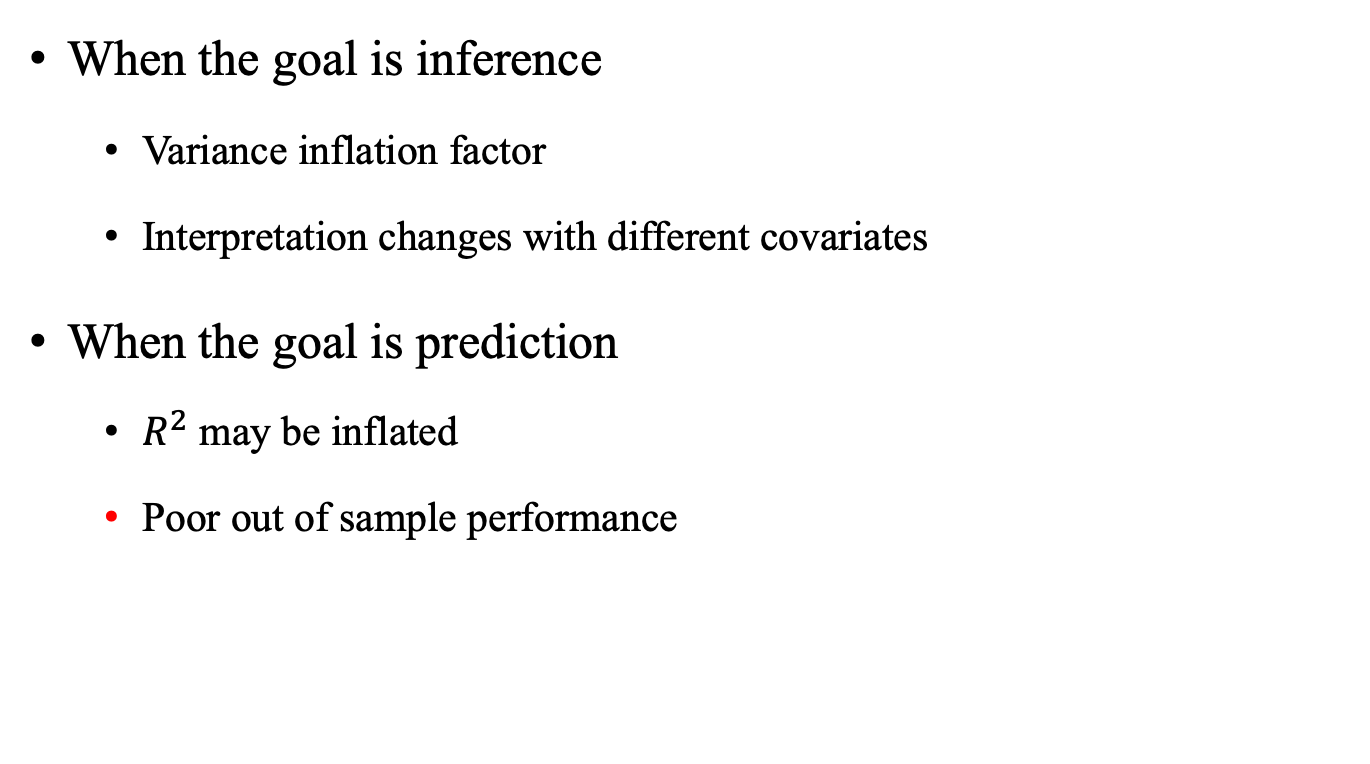 • When the goal is inference
• Variance inflation factor
• Interpretation changes with different covariates
• When the goal is prediction
• R² may be inflated
• Poor out of sample performance